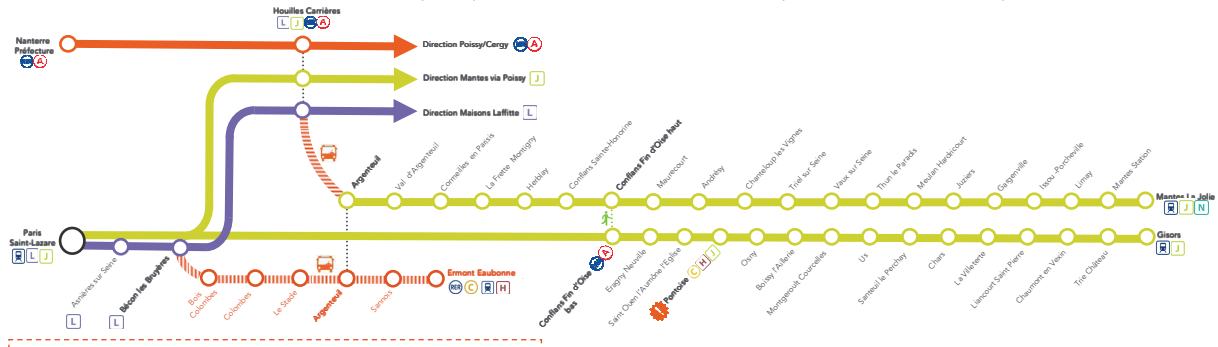 Houilles Carrières
L J RER A
Nanterre
Préfecture
RER A
Direction Poissy/Cergy RER A
Direction Mantes via Poissy J
Direction Maisons Laffitte L
Argenteuil
Val d'Argenteuil
Cormeilles en Parisis
La Frette Montigny
Herblay
Conflans Sainte-Honorine
Conflans Fin d'Oise haut
Maurecourt
Andrésy
Chanteloup les Vignes
Triel sur Seine
Vaux sur Seine
Thun le Paradis
Meulan Hardricourt
Juziers
Gargenville
Issou-Porcheville
Limay
Mantes Station
Mantes La Jolie
J N
Paris
Saint-Lazare
L J
Asnières sur Seine
L
Bécon les Bruyères
L
Bois
Colombes
Colombes
Le Stade
Argenteuil
Sannois
Ermont Eaubonne
RER C H
Conflans Fin d'Oise
bas
RER A
Eragny Neuville
Saint Ouen l'Aumône l'Eglise
Pontoise C H J
Osny
Boissy l'Aillerie
Montgeroult Courcelles
Us
Santeuil le Perchay
Chars
La Villetertre
Liancourt Saint Pierre
Chaumont en Vexin
Trie Château
Gisors
J